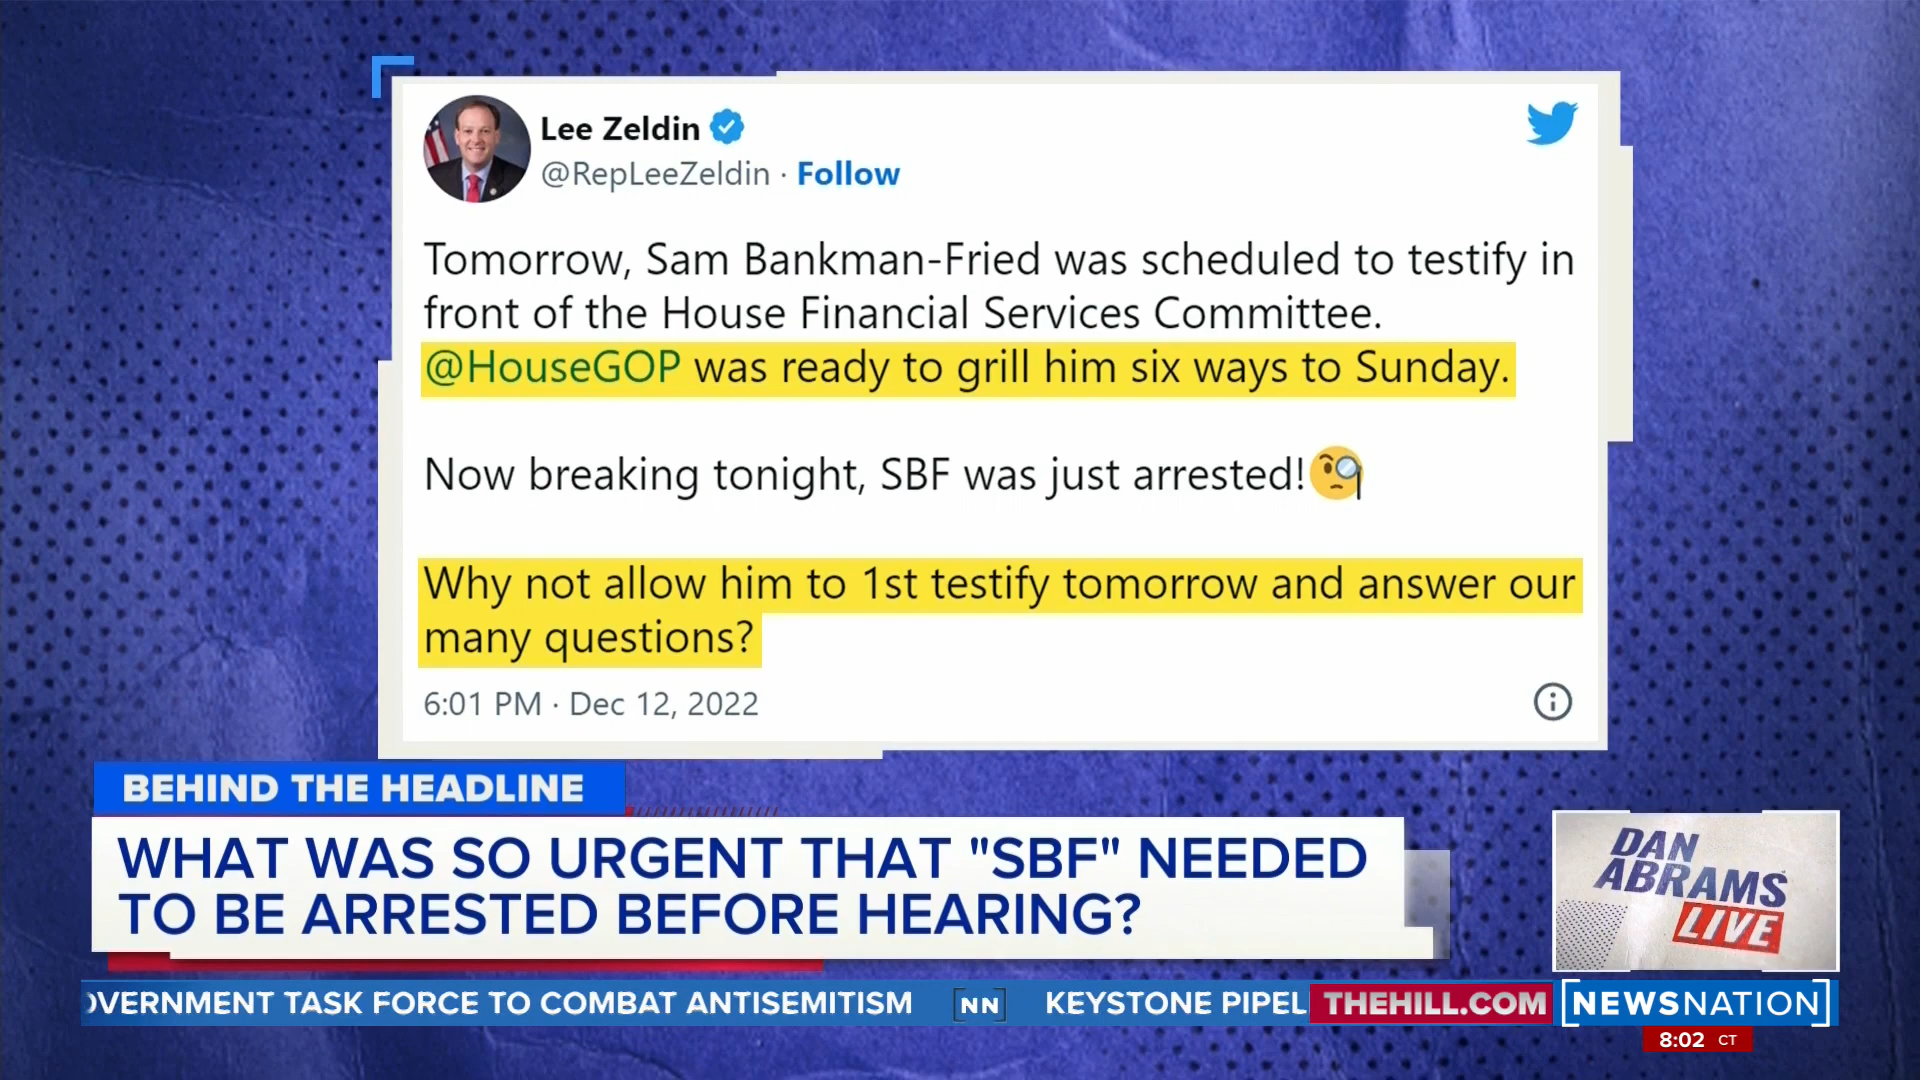 Lee Zeldin
@RepLeeZeldin · Follow
Tomorrow, Sam Bankman-Fried was scheduled to testify in
front of the House Financial Services Committee.
@HouseGOP was ready to grill him six ways to Sunday.
Now breaking tonight, SBF was just arrested!🧐
Why not allow him to 1st testify tomorrow and answer our
many questions?
6:01 PM · Dec 12, 2022
BEHIND THE HEADLINE
WHAT WAS SO URGENT THAT "SBF" NEEDED
TO BE ARRESTED BEFORE HEARING?
DAN
ABRAMS
LIVE
OVERNMENT TASK FORCE TO COMBAT ANTISEMITISM [NN] KEYSTONE PIPEL THEHILL.COM [NEWSNATION]
8:02 CT